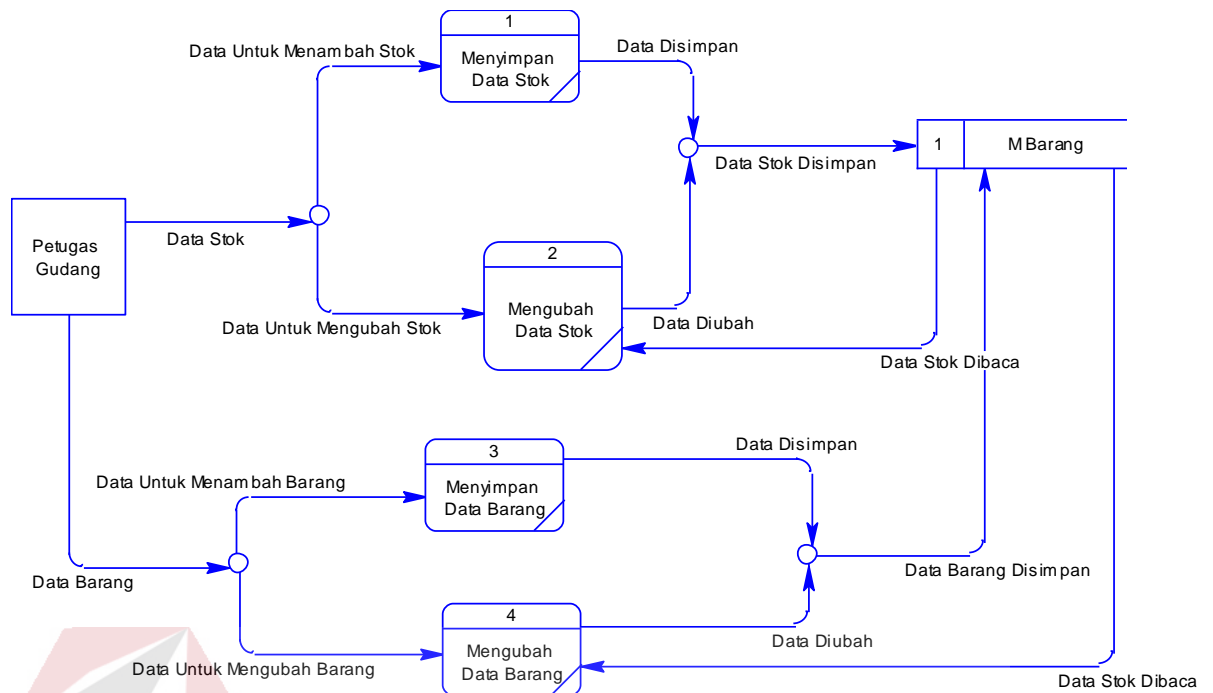 1
Data Untuk Menambah Stok
Menyimpan
Data Stok
Data Disimpan
1
M Barang
Data Stok Disimpan
Petugas
Gudang
Data Stok
2
Mengubah
Data Stok
Data Untuk Mengubah Stok
Data Diubah
Data Stok Dibaca
3
Menyimpan
Data Barang
Data Disimpan
Data Untuk Menambah Barang
Data Barang
Data Barang Disimpan
4
Mengubah
Data Barang
Data Diubah
Data Untuk Mengubah Barang
Data Stok Dibaca